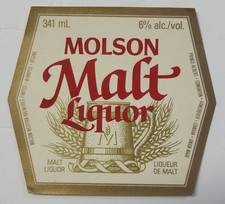 341 mL 6% alc./vol.
MOLSON
Malt
Liquor
M
MALT
LIQUOR
LIQUEUR
DE MALT